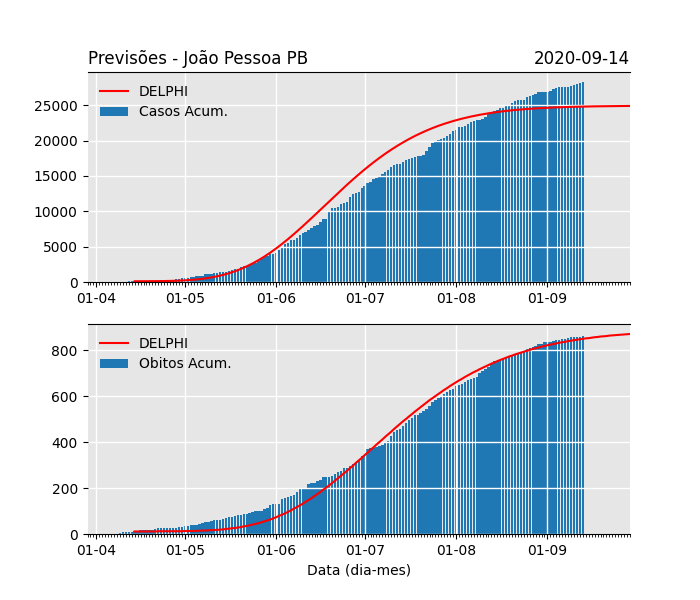 Previsões - João Pessoa PB 2020-09-14
DELPHI
Casos Acum.
25000
20000
15000
10000
5000
0
01-04 01-05 01-06 01-07 01-08 01-09
DELPHI
Obitos Acum.
800
600
400
200
0
01-04 01-05 01-06 01-07 01-08 01-09
Data (dia-mes)